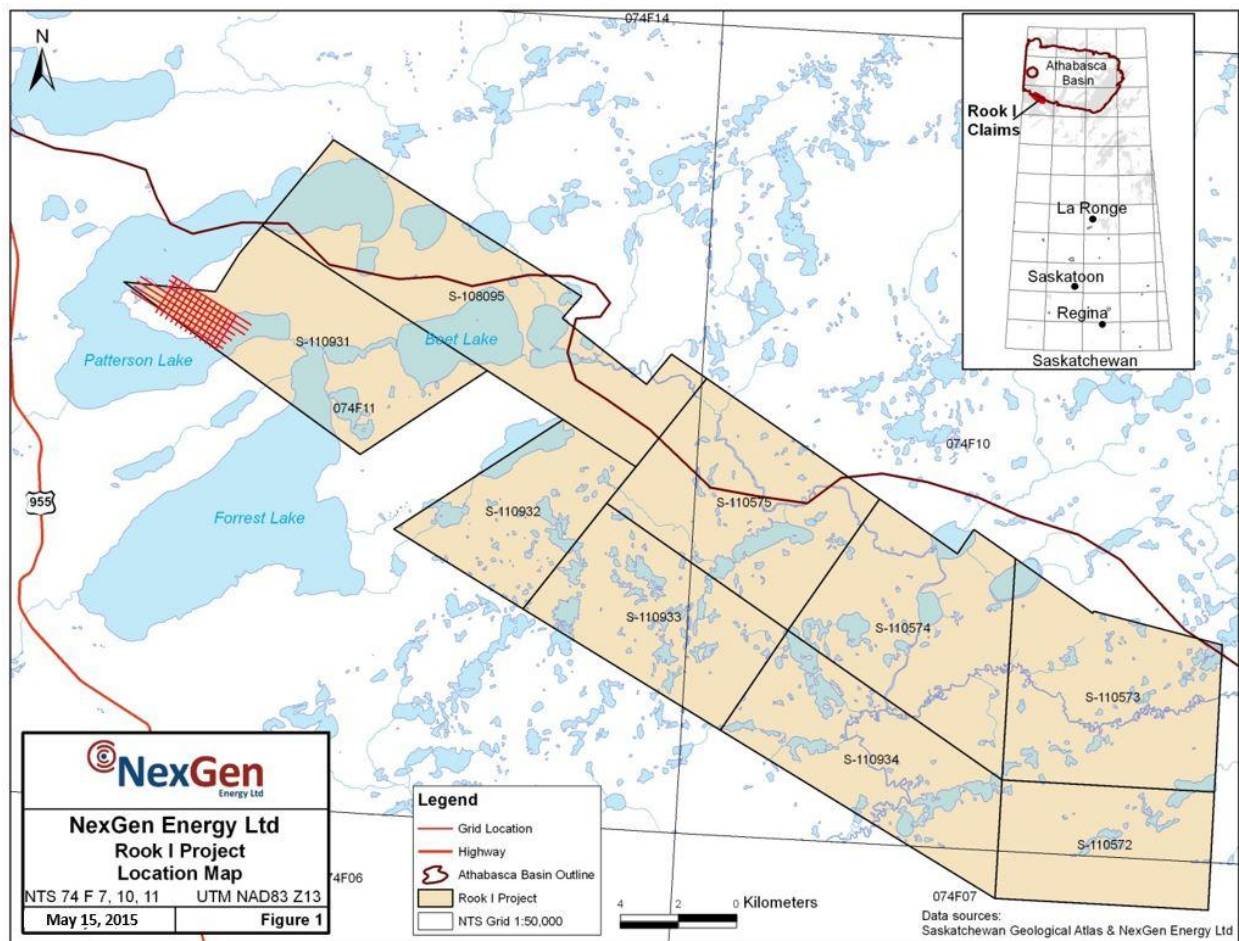 074F14
N
Athabasca
Basin
Rook I
Claims
La Ronge
Saskatoon
Regina
Saskatchewan
S-108095
S-110931
Beet Lake
Patterson Lake
074F11
074F10
955
Forrest Lake
S-110932
S-110575
S-110933
S-110574
S-110573
S-110934
S-110572
074F07
74F06
NexGen
Energy Ltd
NexGen Energy Ltd
Rook I Project
Location Map
NTS 74 F 7, 10, 11 UTM NAD83 Z13
May 15, 2015 Figure 1
Legend
Grid Location
Highway
Athabasca Basin Outline
Rook I Project
NTS Grid 1:50,000
4 2 0 Kilometers
Data sources:
Saskatchewan Geological Atlas & NexGen Energy Ltd